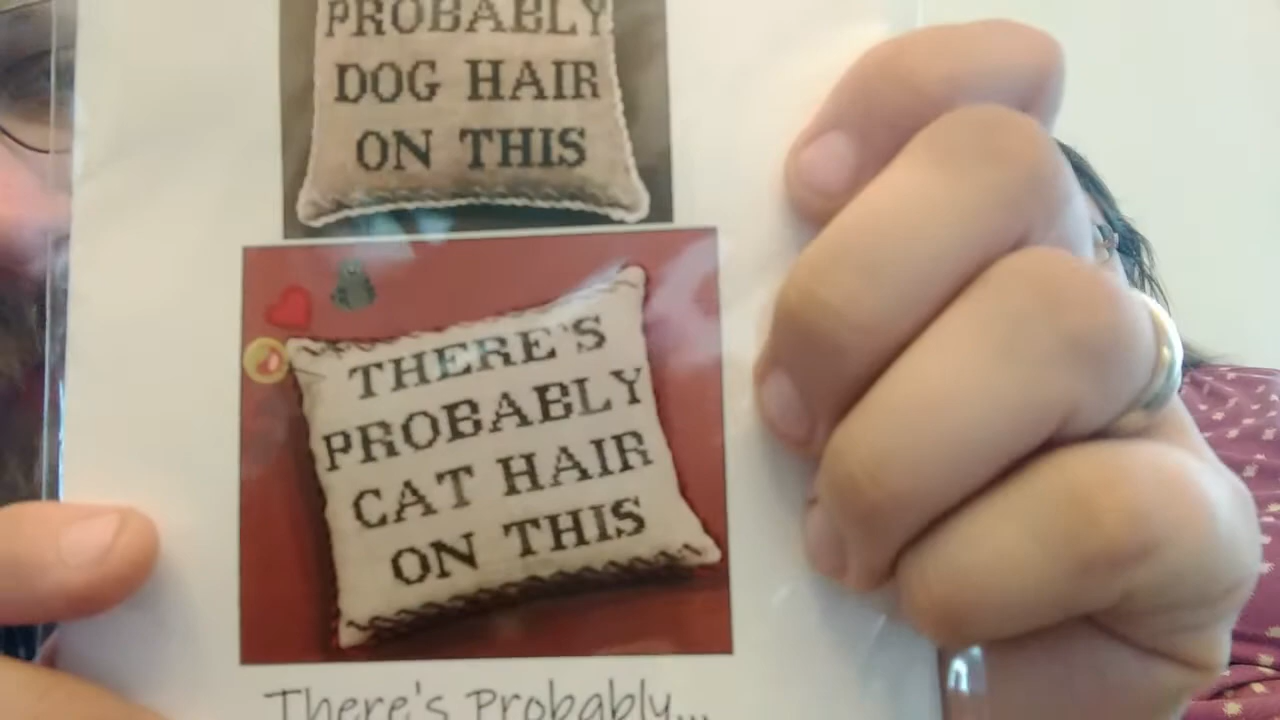 PROBABLY
DOG HAIR
ON THIS
THERE'S
PROBABLY
CAT HAIR
ON THIS
There's Probably...